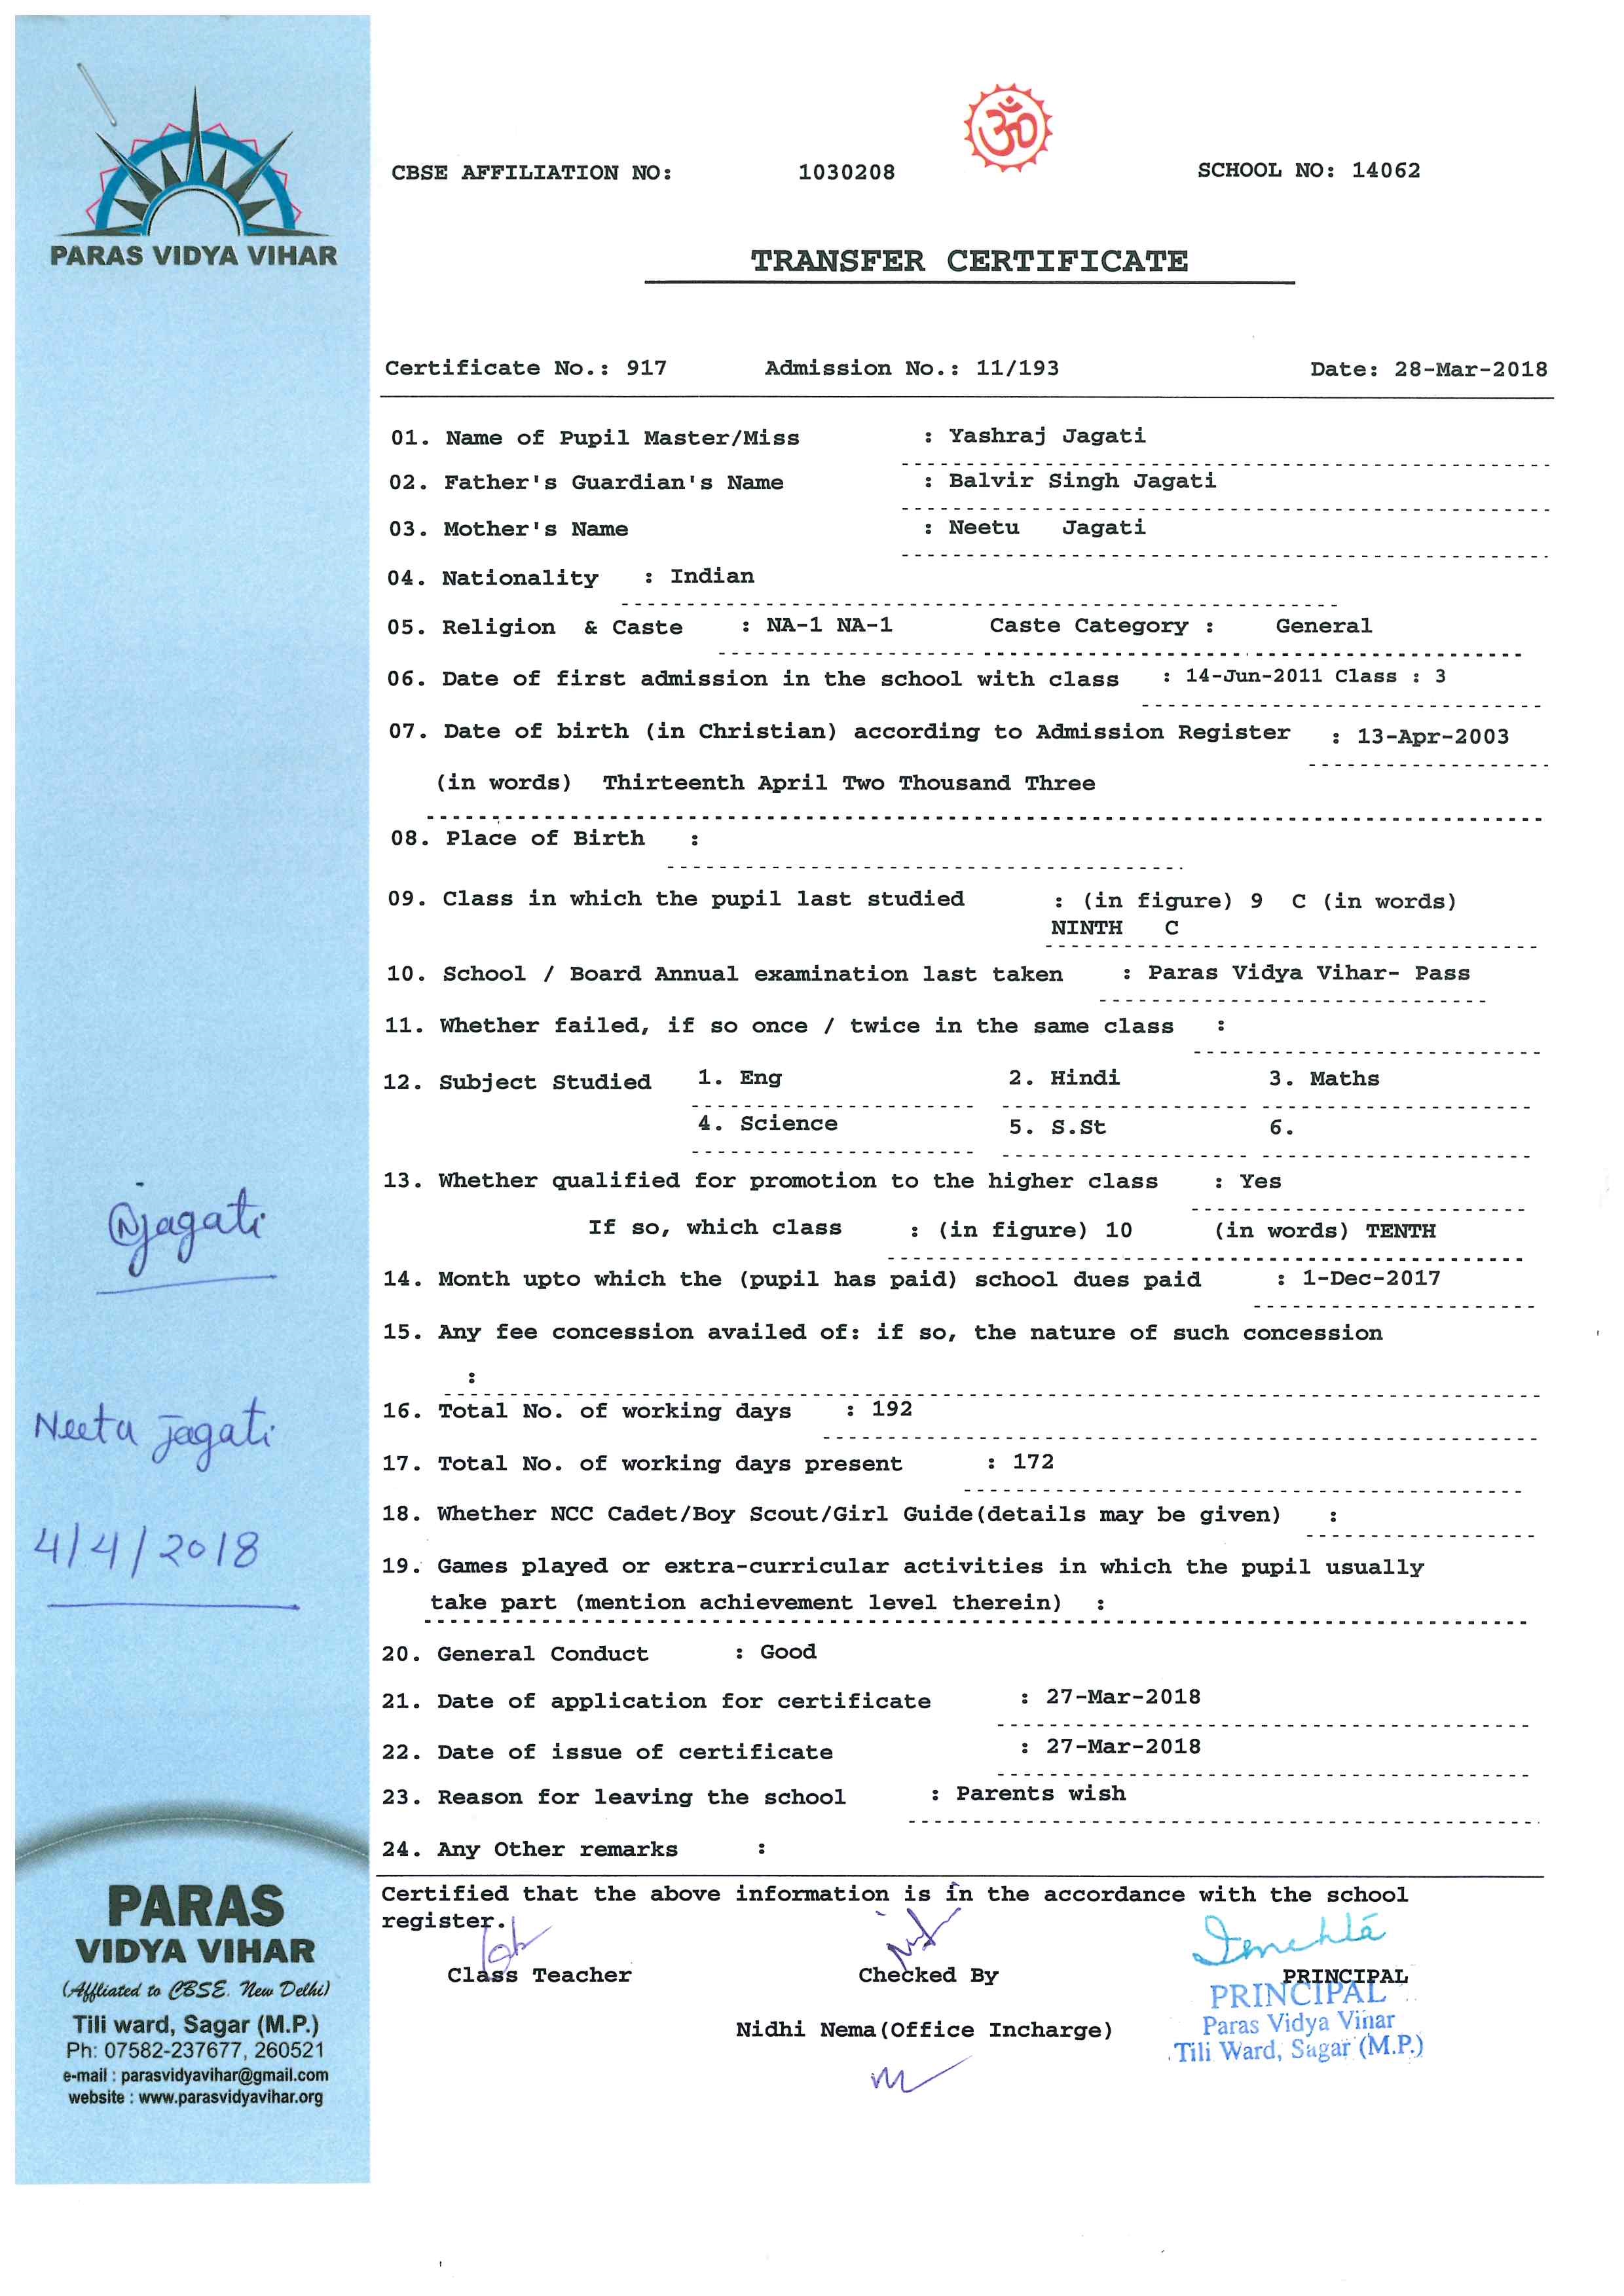 ॐ
CBSE AFFILIATION NO: 1030208 SCHOOL NO: 14062
PARAS VIDYA VIHAR
TRANSFER CERTIFICATE
Certificate No.: 917 Admission No.: 11/193 Date: 28-Mar-2018
01. Name of Pupil Master/Miss : Yashraj Jagati
02. Father's Guardian's Name : Balvir Singh Jagati
03. Mother's Name : Neetu Jagati
04. Nationality : Indian
05. Religion & Caste : NA-1 NA-1 Caste Category : General
06. Date of first admission in the school with class : 14-Jun-2011 Class : 3
07. Date of birth (in Christian) according to Admission Register : 13-Apr-2003
(in words) Thirteenth April Two Thousand Three
08. Place of Birth :
09. Class in which the pupil last studied : (in figure) 9 C (in words)
NINTH C
10. School / Board Annual examination last taken : Paras Vidya Vihar- Pass
11. Whether failed, if so once / twice in the same class :
12. Subject Studied 1. Eng 2. Hindi 3. Maths
4. Science 5. S.St 6.
13. Whether qualified for promotion to the higher class : Yes
If so, which class : (in figure) 10 (in words) TENTH
14. Month upto which the (pupil has paid) school dues paid : 1-Dec-2017
15. Any fee concession availed of: if so, the nature of such concession
:
16. Total No. of working days : 192
17. Total No. of working days present : 172
18. Whether NCC Cadet/Boy Scout/Girl Guide(details may be given) :
19. Games played or extra-curricular activities in which the pupil usually
take part (mention achievement level therein) :
20. General Conduct : Good
21. Date of application for certificate : 27-Mar-2018
22. Date of issue of certificate : 27-Mar-2018
23. Reason for leaving the school : Parents wish
24. Any Other remarks :
Certified that the above information is in the accordance with the school
register.
Class Teacher Checked By PRINCIPAL
Nidhi Nema(Office Incharge)
PRINCIPAL
Paras Vidya Vihar
Tili Ward, Sagar (M.P.)
Njagati
Neeta Jagati
4/4/2018
PARAS
VIDYA VIHAR
(Affliated to CBSE. New Delhi)
Tili ward, Sagar (M.P.)
Ph: 07582-237677, 260521
e-mail : parasvidyavihar@gmail.com
website : www.parasvidyavihar.org